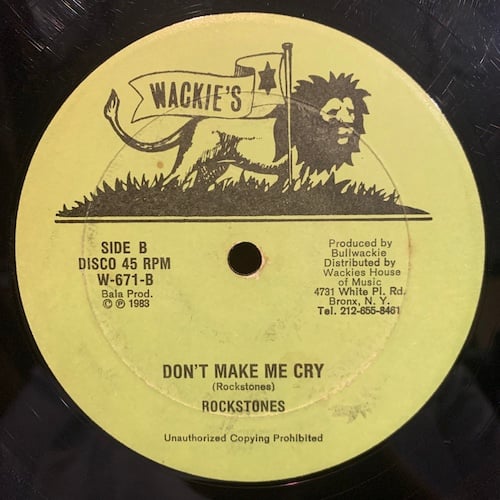 WACKIE'S
SIDE B
DISCO 45 RPM
W-671-B
Bala Prod.
© ℗ 1983
Produced by
Bullwackie
Distributed by
Wackies House
of Music
4731 White Pl. Rd.
Bronx, N. Y.
Tel. 212-655-8461
DON'T MAKE ME CRY
(Rockstones)
ROCKSTONES
Unauthorized Copying Prohibited